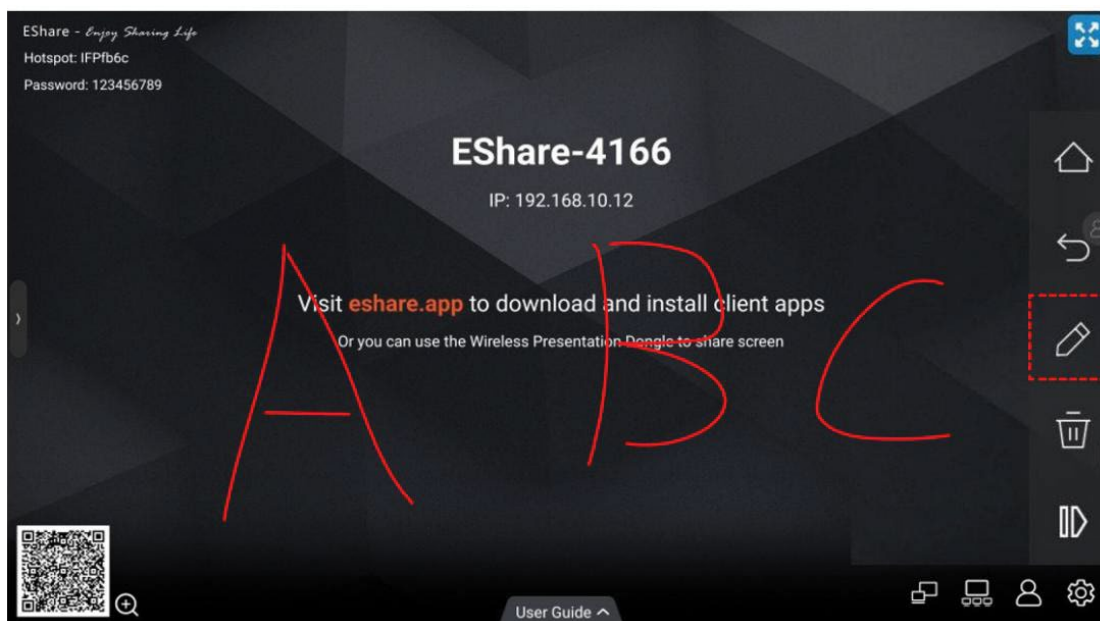 EShare - Enjoy Sharing Life
Hotspot: IFPfb6c
Password: 123456789
EShare-4166
IP: 192.168.10.12
Visit eshare.app to download and install client apps
Or you can use the Wireless Presentation Dongle to share screen
A B C
User Guide